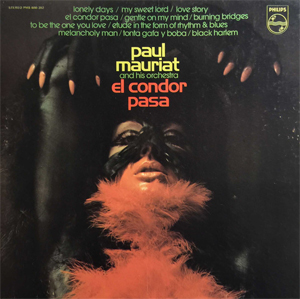 lonely days / my sweet lord / love story
el condor pasa / gentle on my mind / burning bridges
to be the one you love / etude in the form of rhythm & blues
melancholy man / tonta gafa y boba / black harlem
PHILIPS
paul
mauriat
and his orchestra
el condor
pasa